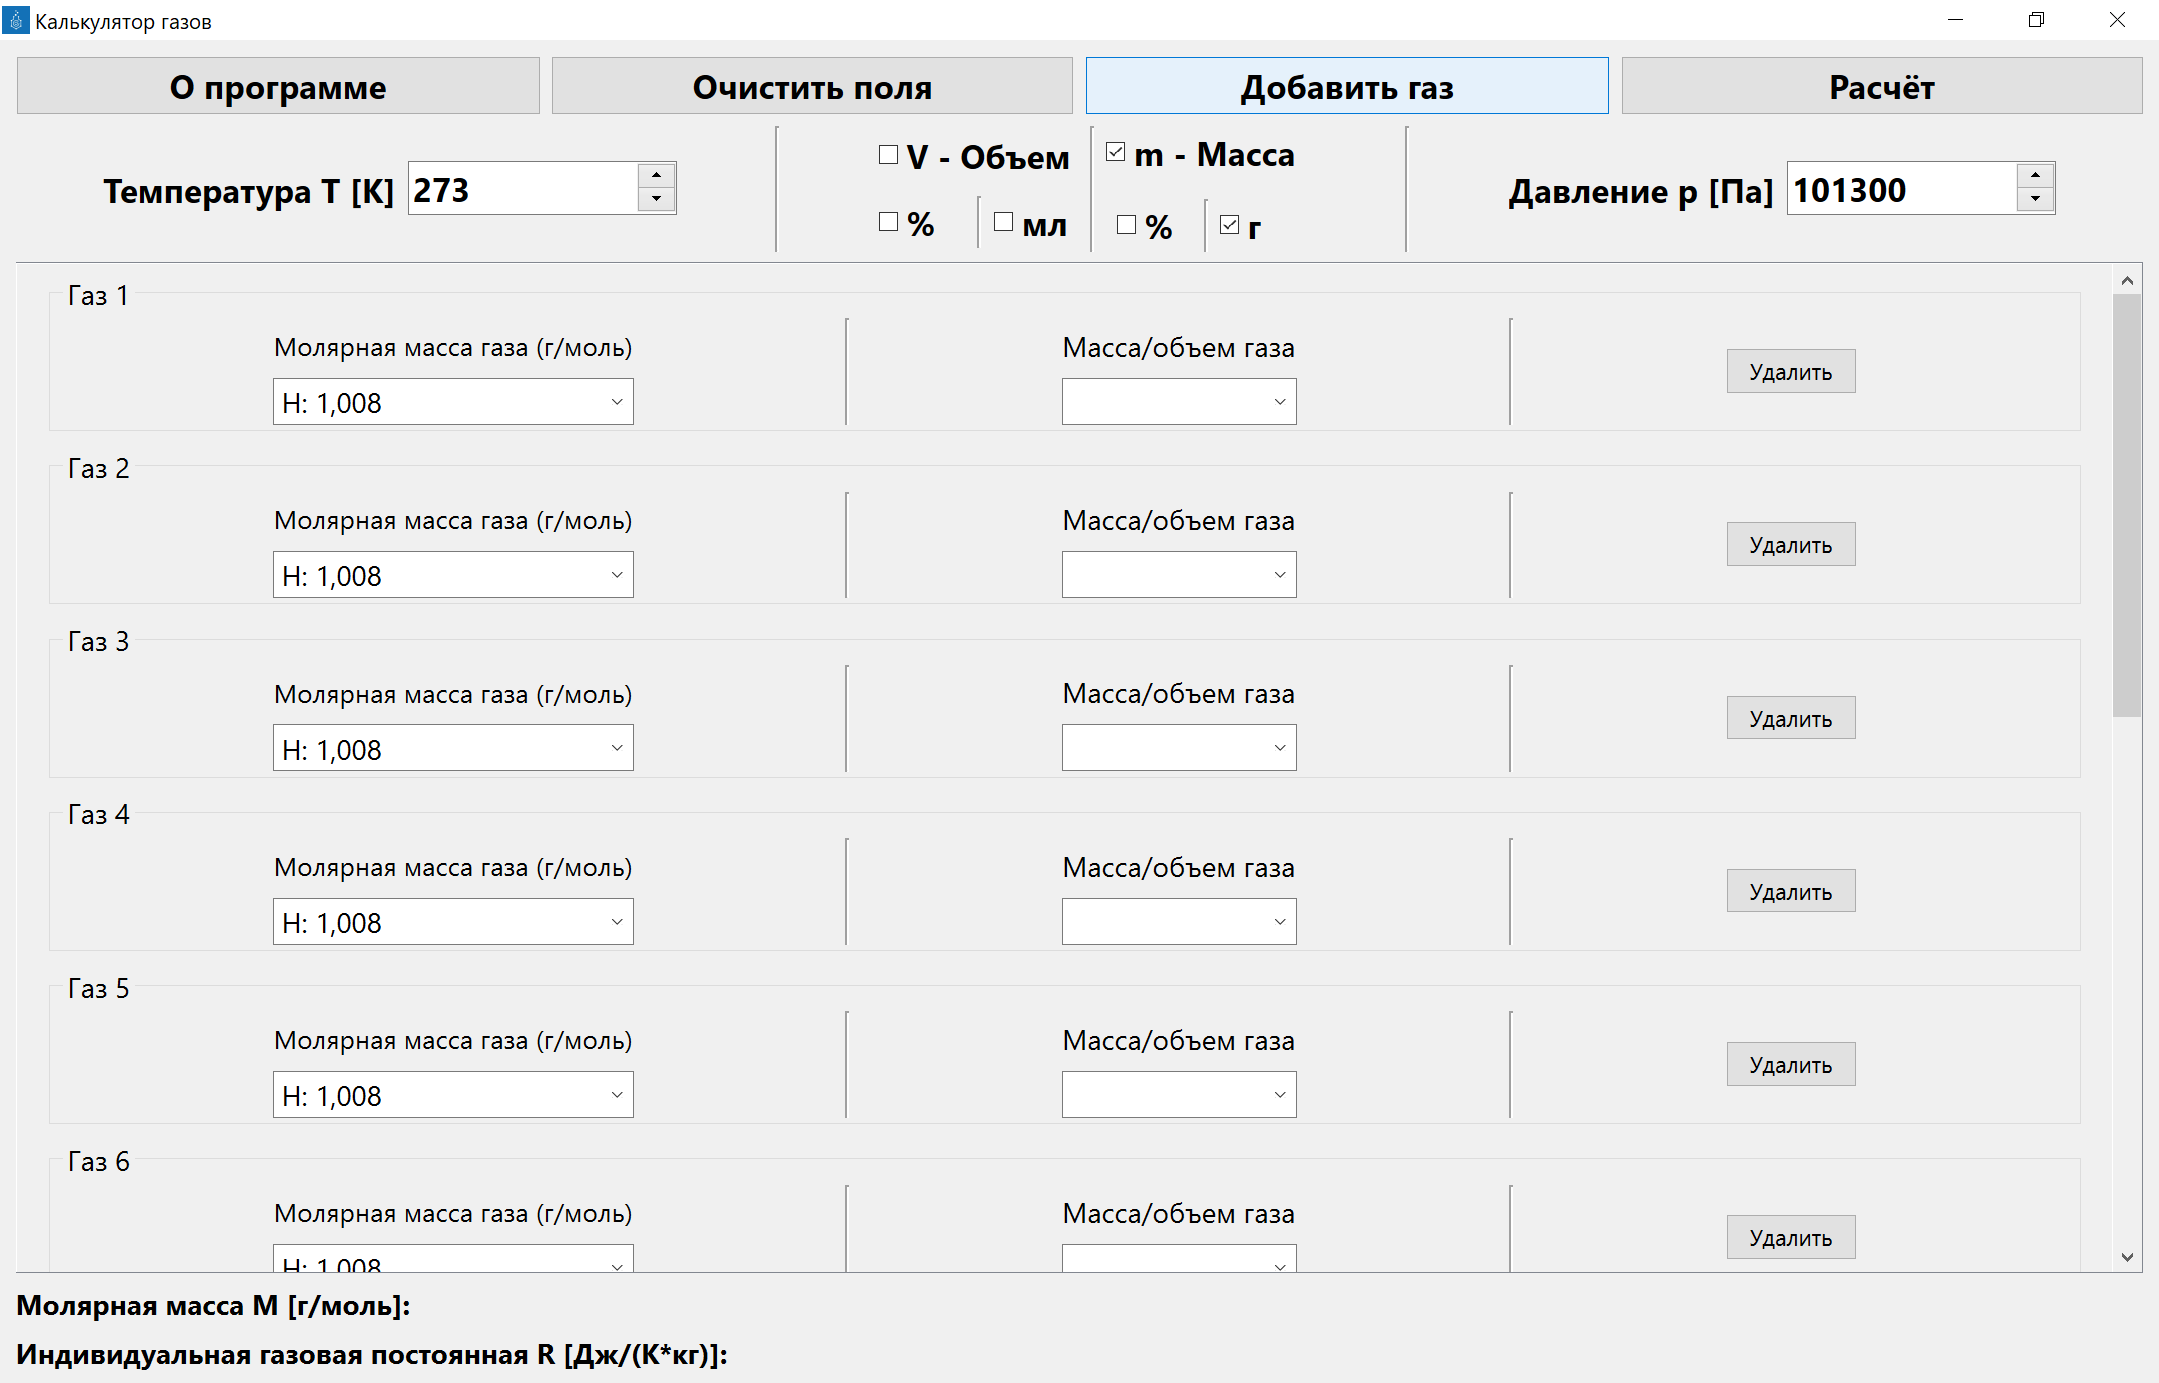 Калькулятор газов
О программе
Очистить поля
Добавить газ
Расчёт
Температура T [К] 273
V - Объем
m - Масса
%
мл
%
г
Давление p [Па] 101300
Газ 1
Молярная масса газа (г/моль)
Масса/объем газа
H: 1,008
Удалить
Газ 2
Молярная масса газа (г/моль)
Масса/объем газа
H: 1,008
Удалить
Газ 3
Молярная масса газа (г/моль)
Масса/объем газа
H: 1,008
Удалить
Газ 4
Молярная масса газа (г/моль)
Масса/объем газа
H: 1,008
Удалить
Газ 5
Молярная масса газа (г/моль)
Масса/объем газа
H: 1,008
Удалить
Газ 6
Молярная масса газа (г/моль)
Масса/объем газа
H: 1,008
Удалить
Молярная масса M [г/моль]:
Индивидуальная газовая постоянная R [Дж/(К*кг)]: